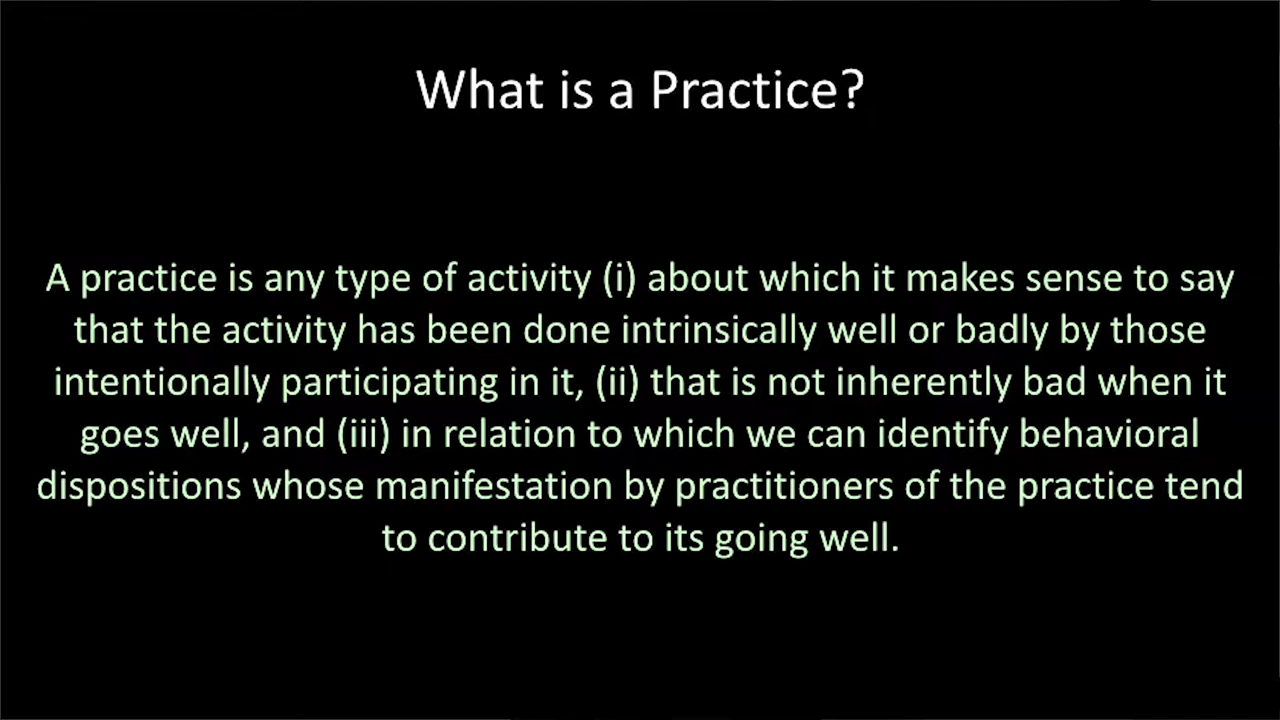 What is a Practice?
A practice is any type of activity (i) about which it makes sense to say
that the activity has been done intrinsically well or badly by those
intentionally participating in it, (ii) that is not inherently bad when it
goes well, and (iii) in relation to which we can identify behavioral
dispositions whose manifestation by practitioners of the practice tend
to contribute to its going well.